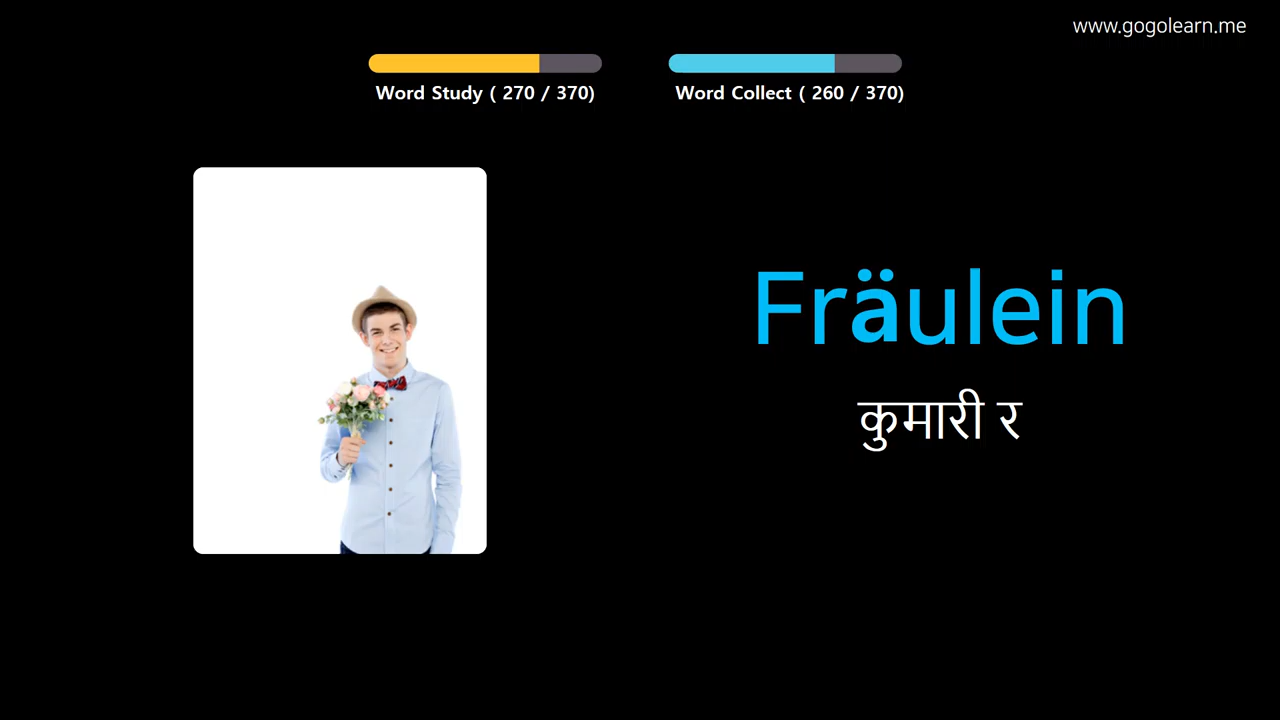 www.gogolearn.me
Word Study ( 270 / 370)
Word Collect ( 260 / 370)
Fräulein
कुमारी र